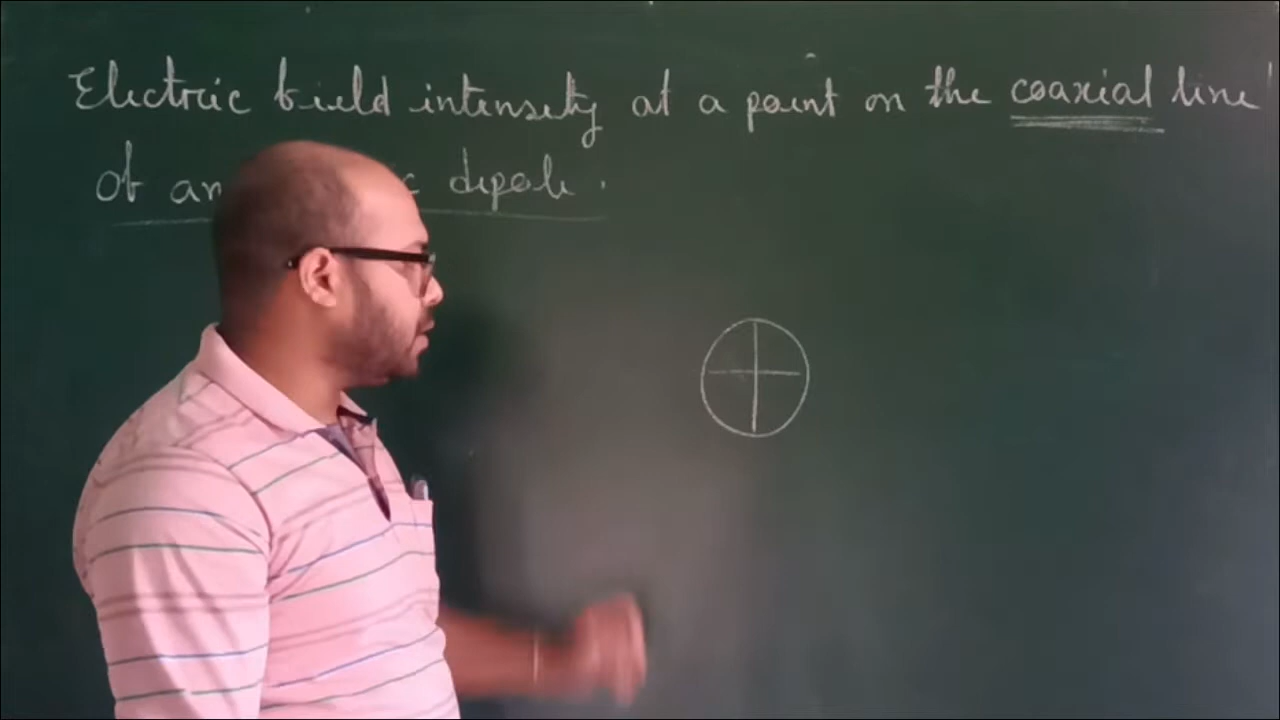 Electric field intensity at a point on the coaxial line
of an dipole.